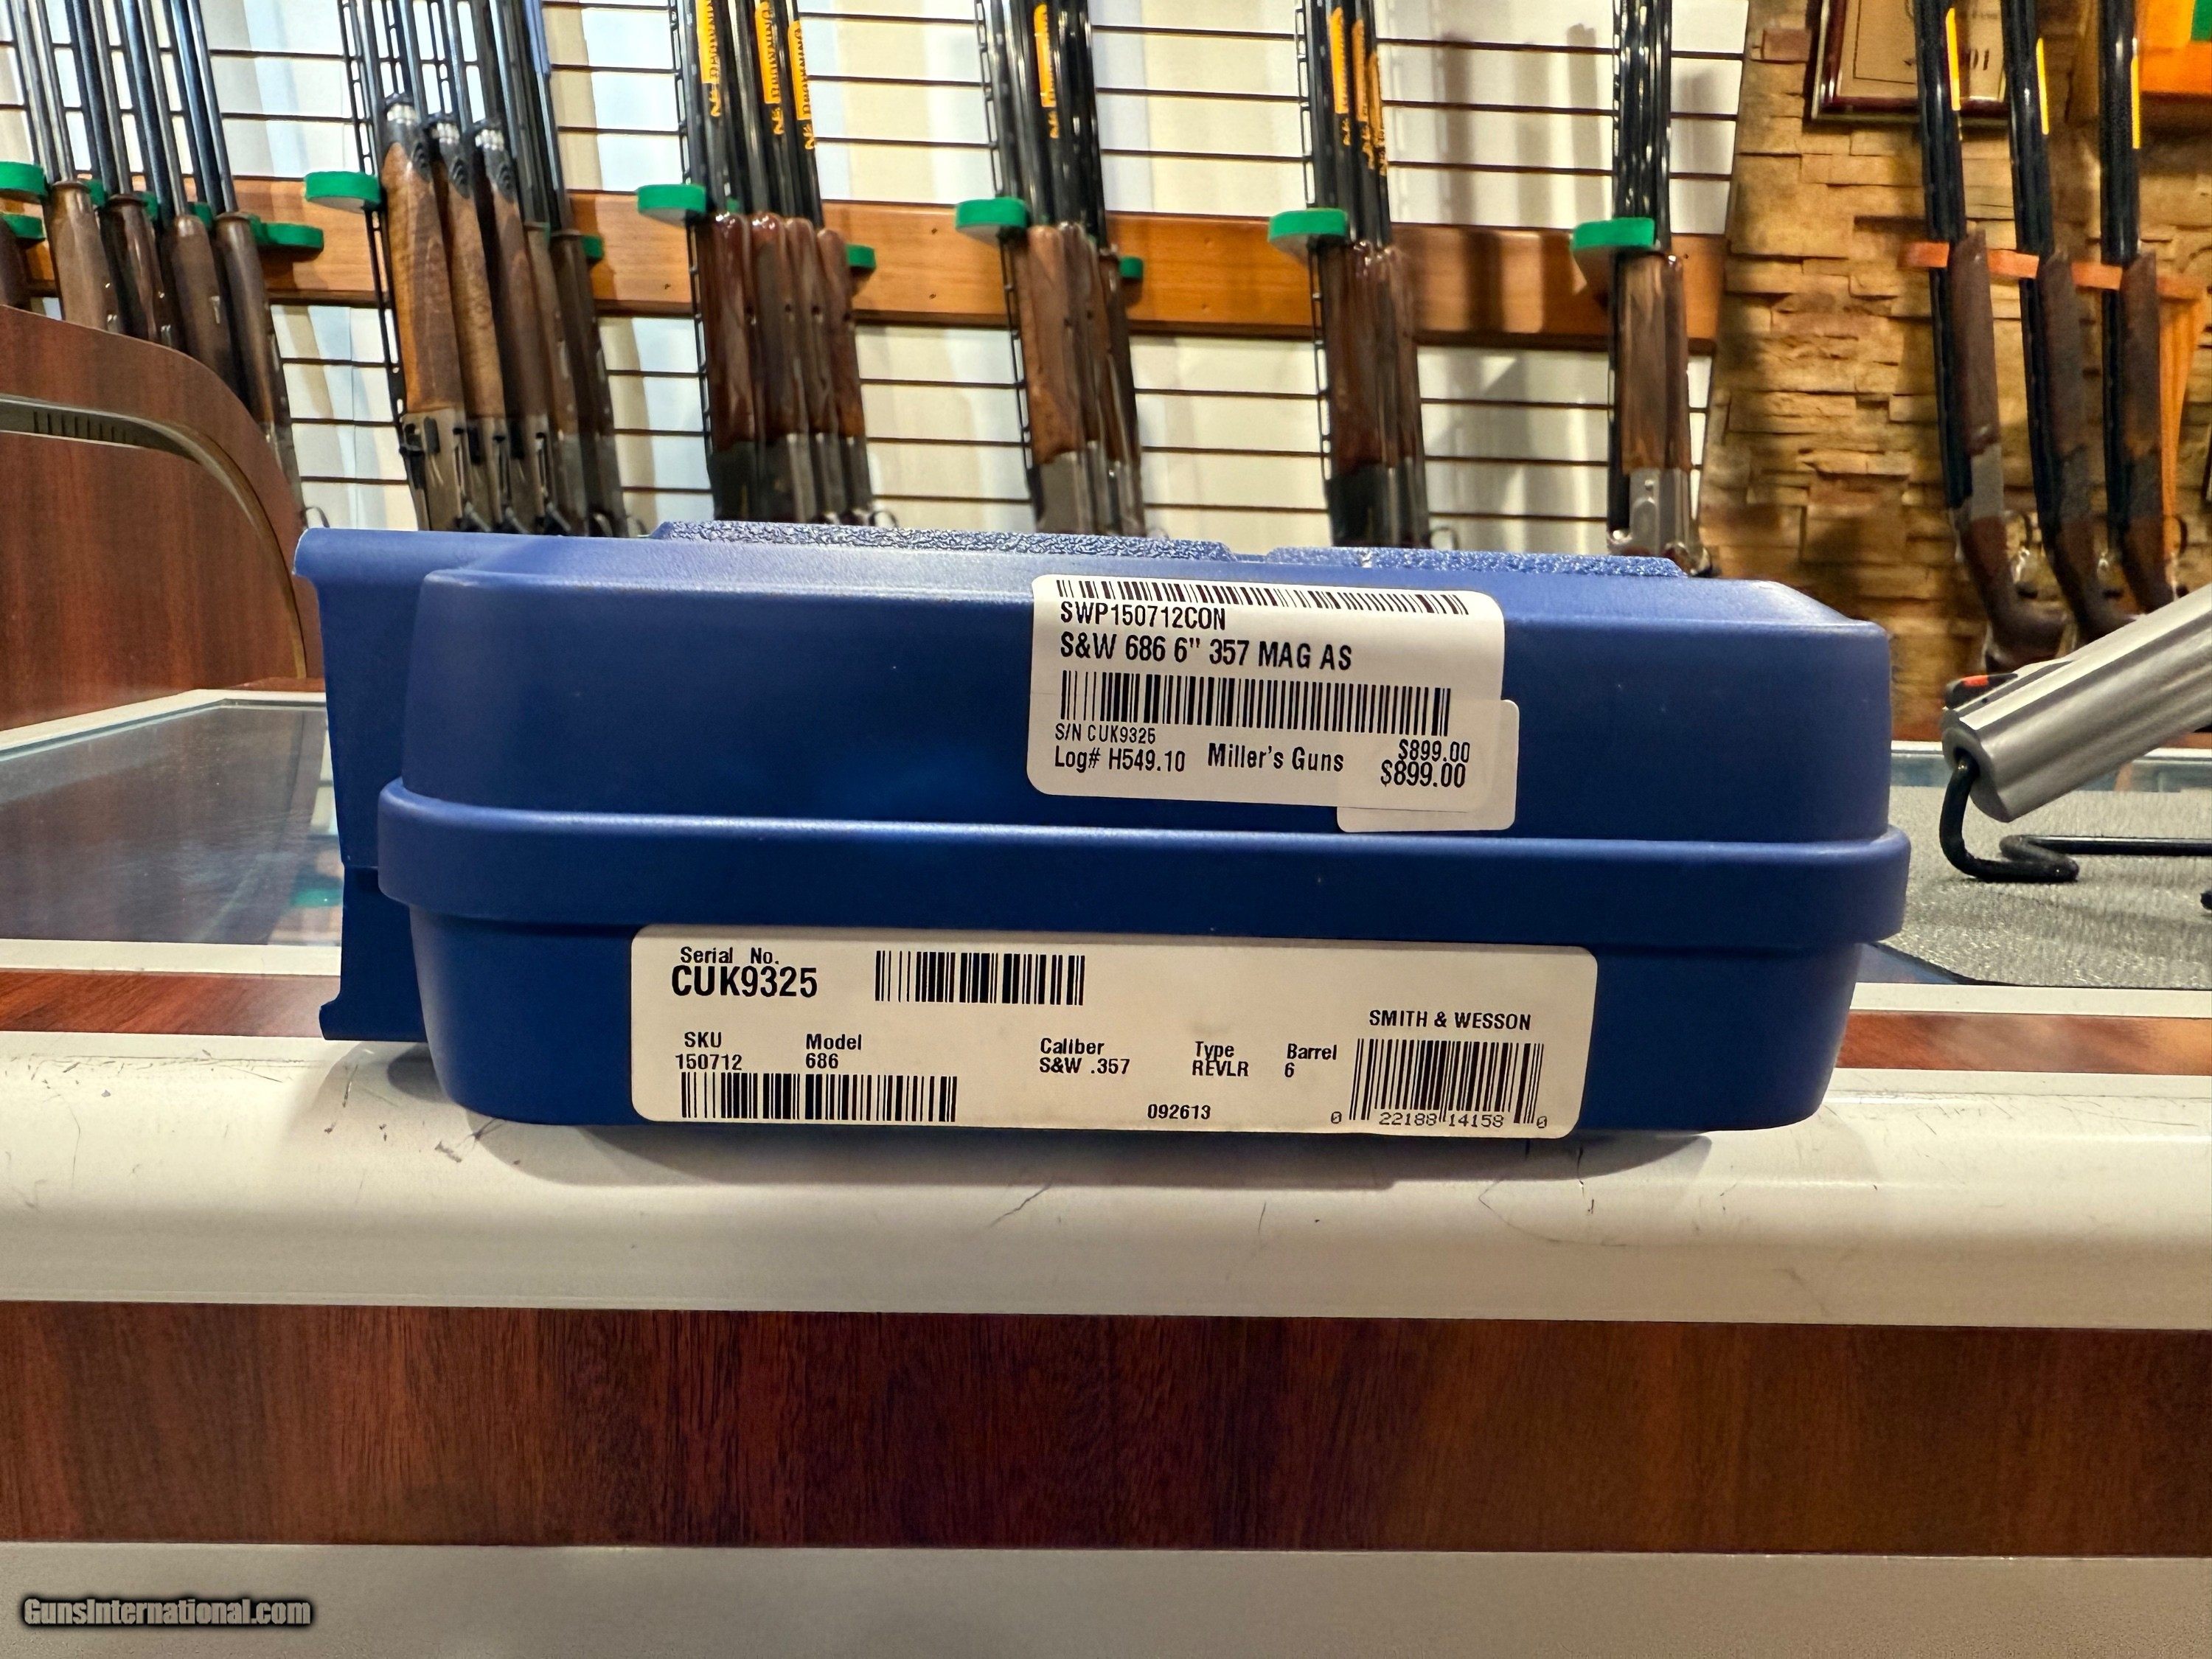 SWP150712CON
S&W 686 6" 357 MAG AS
S/N CUK9325
$899.00
Log# H549.10 Miller's Guns $899.00
Serial No.
CUK9325
SMITH & WESSON
SKU Model Caliber Type Barrel
150712 686 S&W .357 REVLR 6
092613
0 22188 14158 0
GunsInternational.com